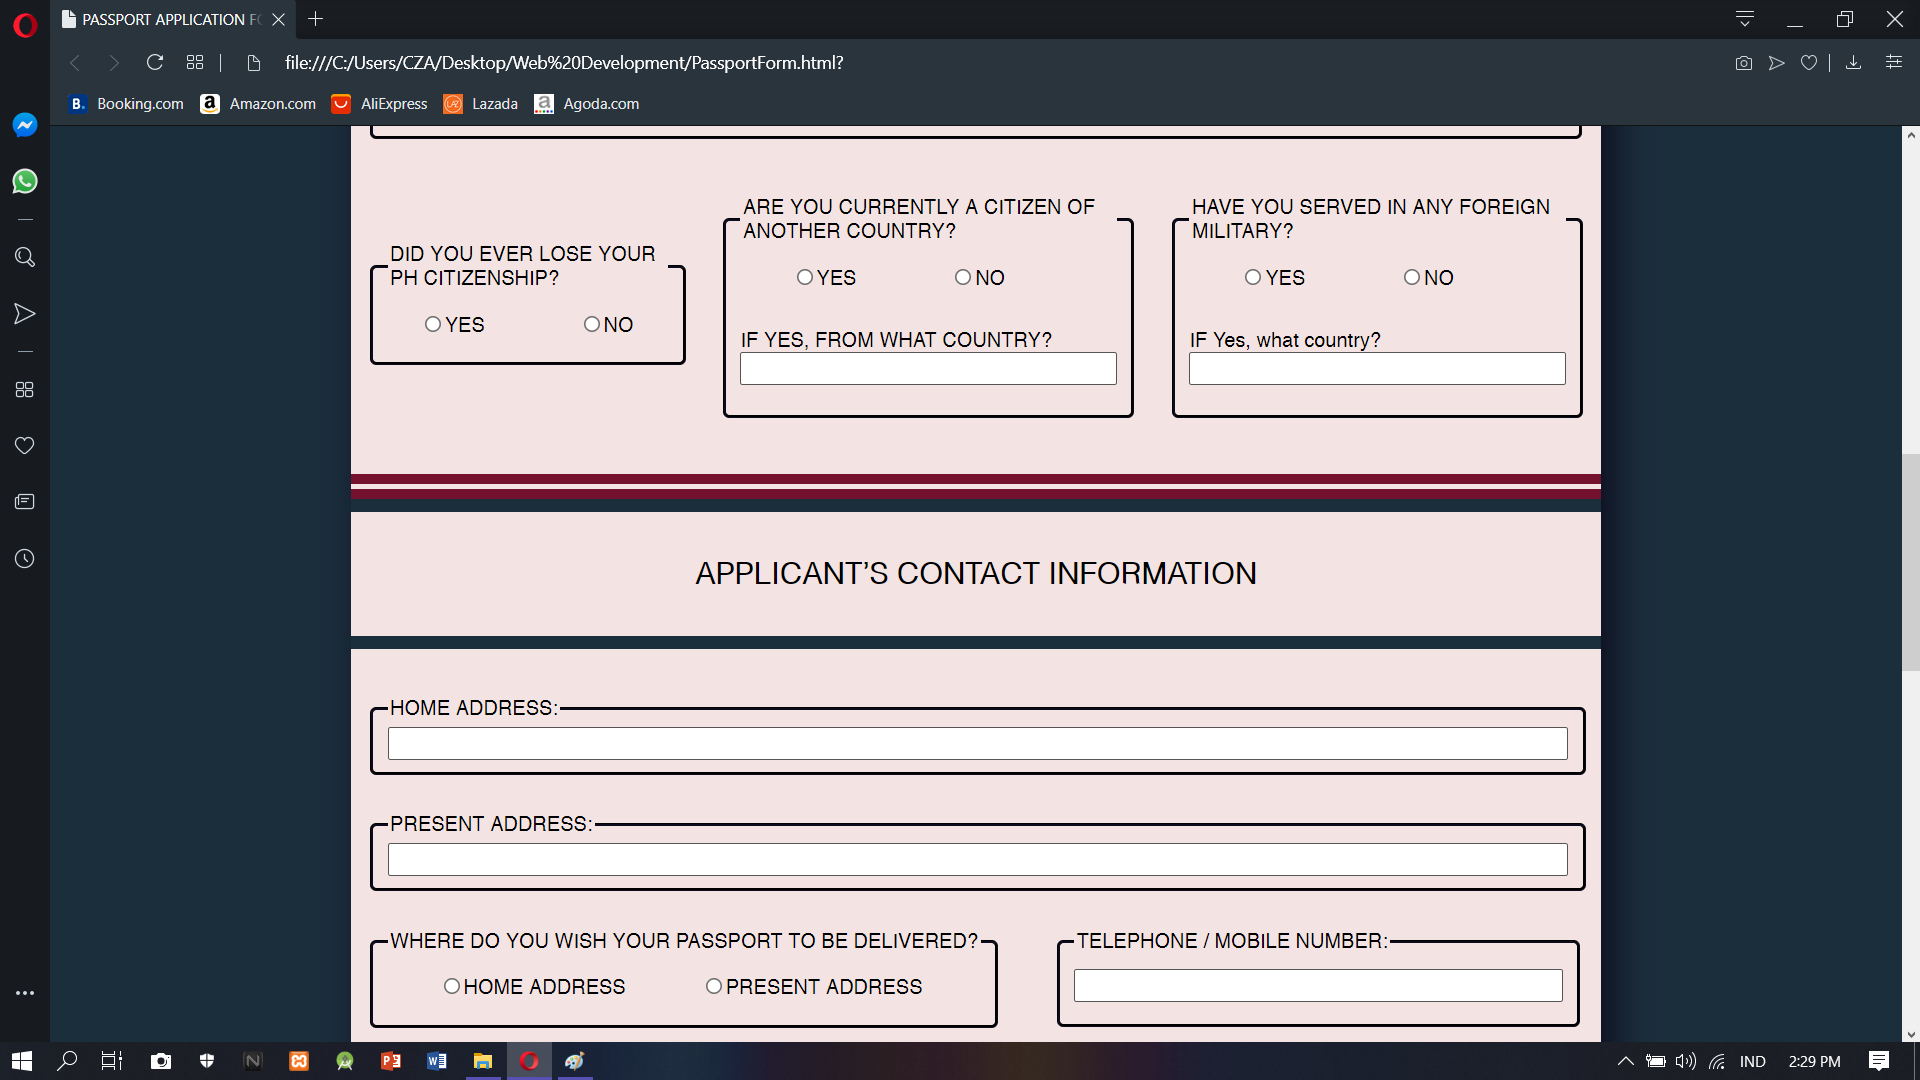 PASSPORT APPLICATION F
file:///C:/Users/CZA/Desktop/Web%20Development/PassportForm.html?
Booking.com
Amazon.com
AliExpress
Lazada
Agoda.com
DID YOU EVER LOSE YOUR
PH CITIZENSHIP?
YES NO
ARE YOU CURRENTLY A CITIZEN OF
ANOTHER COUNTRY?
YES NO
IF YES, FROM WHAT COUNTRY?
HAVE YOU SERVED IN ANY FOREIGN
MILITARY?
YES NO
IF Yes, what country?
APPLICANT’S CONTACT INFORMATION
HOME ADDRESS:
PRESENT ADDRESS:
WHERE DO YOU WISH YOUR PASSPORT TO BE DELIVERED?
HOME ADDRESS PRESENT ADDRESS
TELEPHONE / MOBILE NUMBER:
IND
2:29 PM